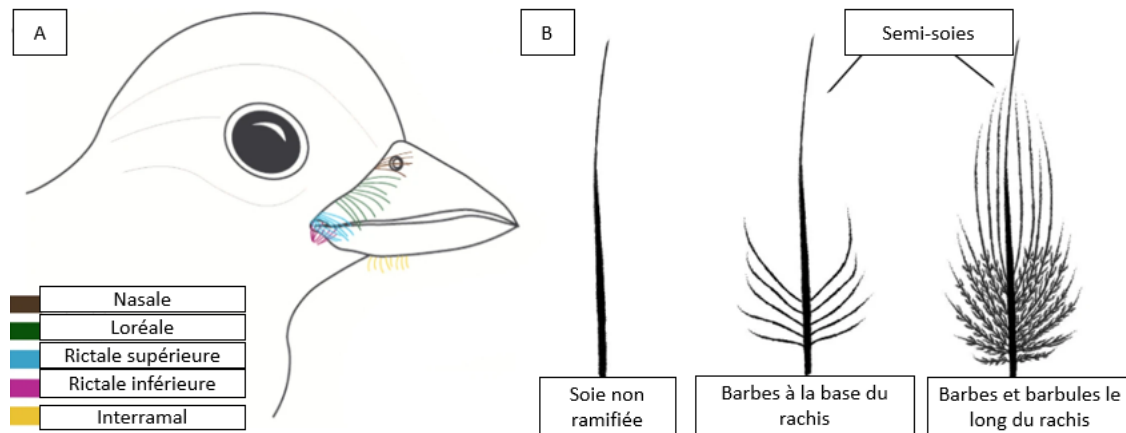 A
Nasale
Loréale
Rictale supérieure
Rictale inférieure
Interramal
B
Semi-soies
Soie non
ramifiée
Barbes à la base du
rachis
Barbes et barbules le
long du rachis